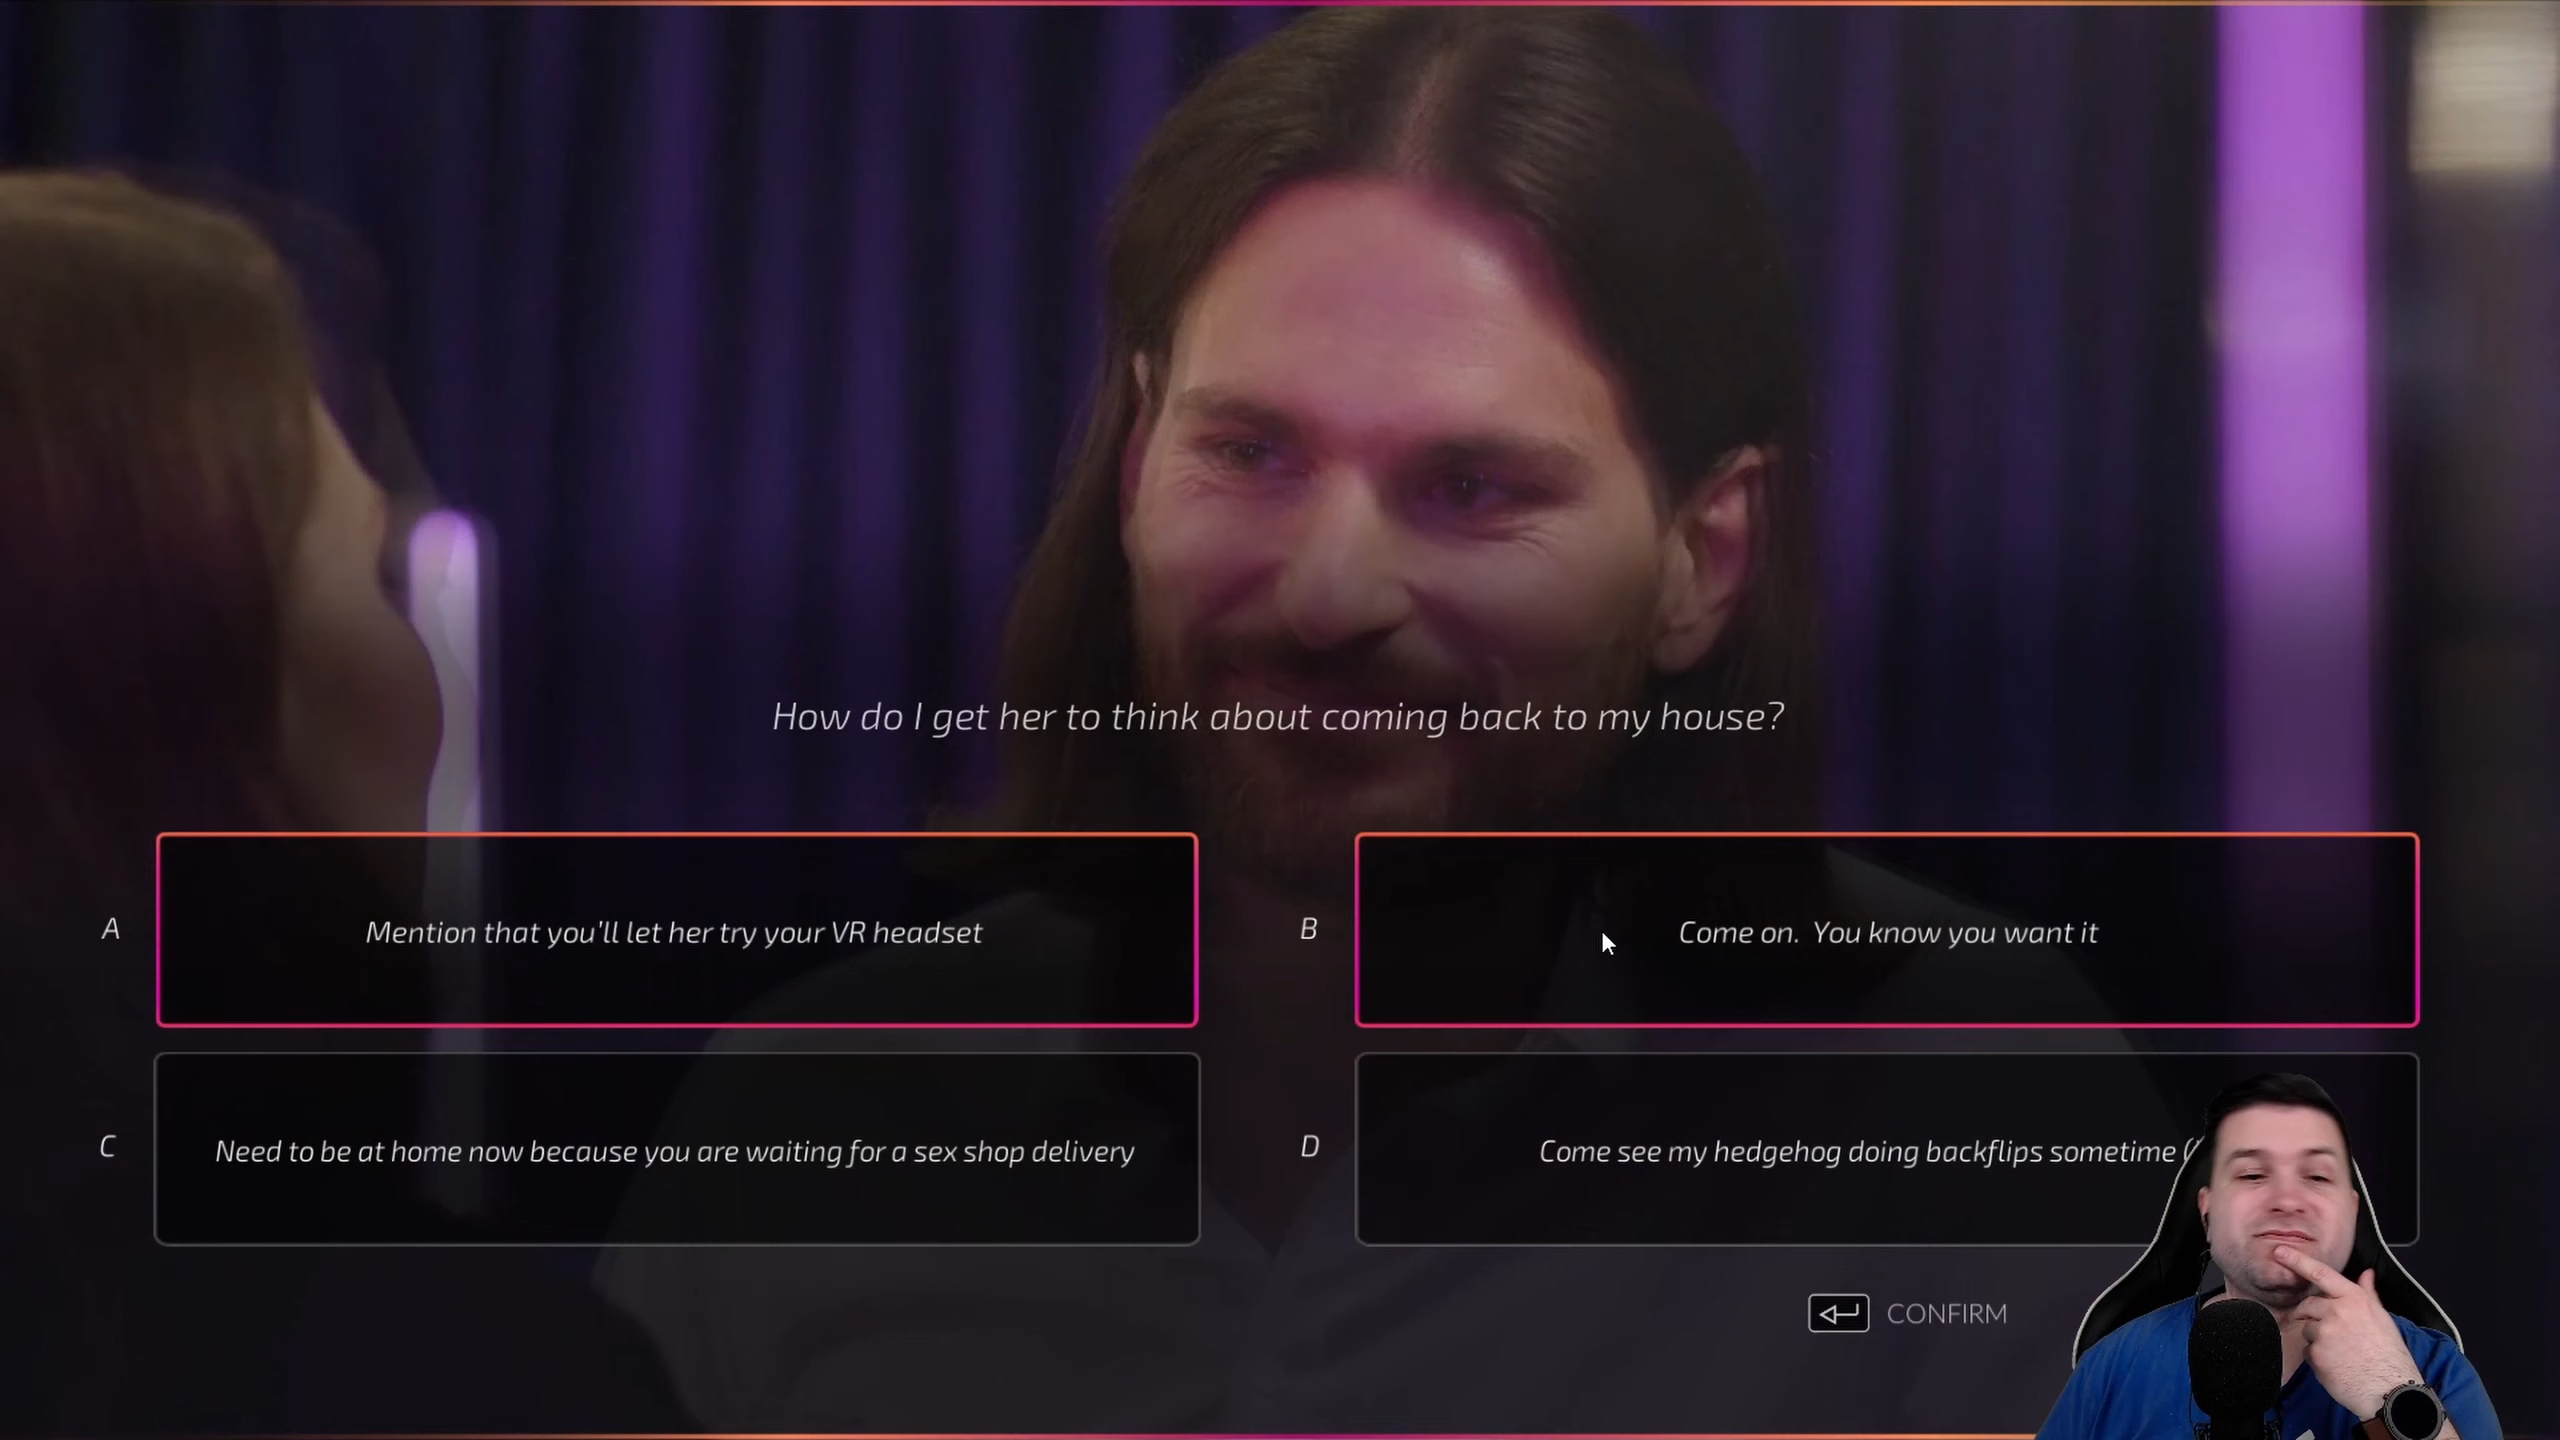 How do I get her to think about coming back to my house?
A
Mention that you'll let her try your VR headset
B
Come on. You know you want it
C
Need to be at home now because you are waiting for a sex shop delivery
D
Come see my hedgehog doing backflips sometime (
CONFIRM